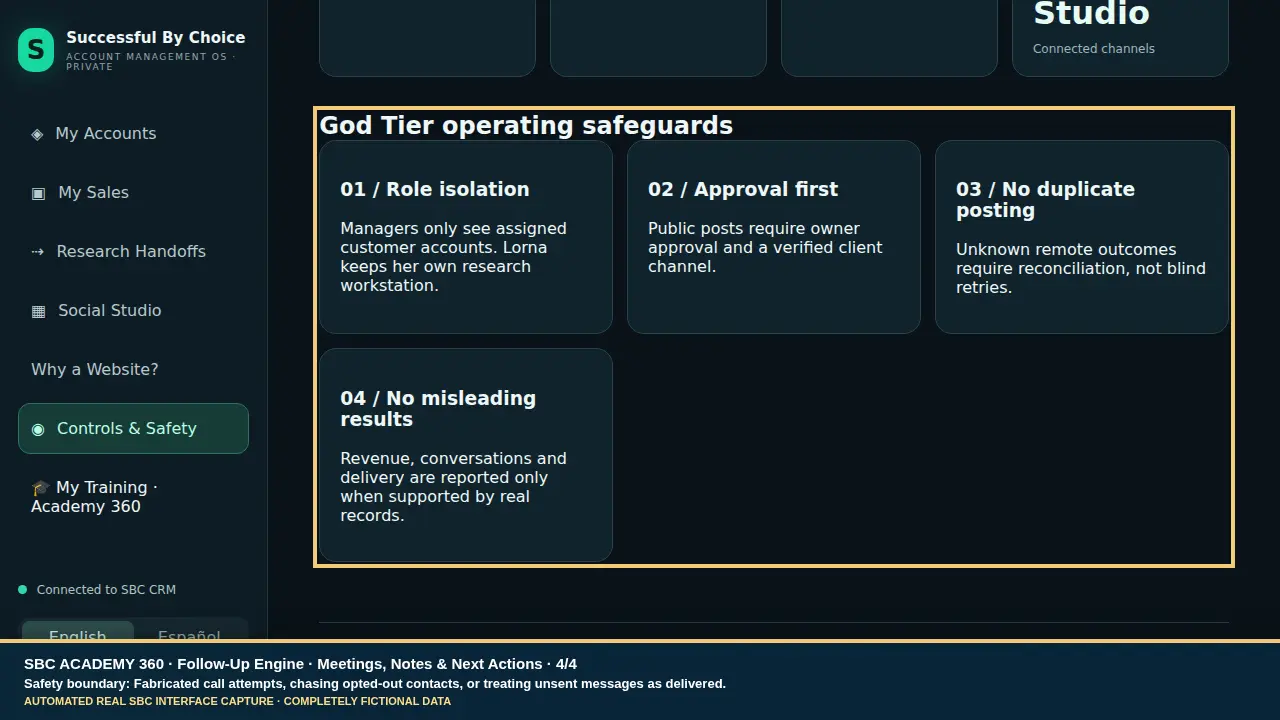 S
Successful By Choice
ACCOUNT MANAGEMENT OS ·
PRIVATE
◈ My Accounts
▣ My Sales
⇢ Research Handoffs
▦ Social Studio
Why a Website?
◉ Controls & Safety
🎓 My Training ·
Academy 360
Connected to SBC CRM
English Español
Studio
Connected channels
God Tier operating safeguards
01 / Role isolation
Managers only see assigned
customer accounts. Lorna
keeps her own research
workstation.
02 / Approval first
Public posts require owner
approval and a verified client
channel.
03 / No duplicate
posting
Unknown remote outcomes
require reconciliation, not blind
retries.
04 / No misleading
results
Revenue, conversations and
delivery are reported only
when supported by real
records.
SBC ACADEMY 360 · Follow-Up Engine · Meetings, Notes & Next Actions · 4/4
Safety boundary: Fabricated call attempts, chasing opted-out contacts, or treating unsent messages as delivered.
AUTOMATED REAL SBC INTERFACE CAPTURE · COMPLETELY FICTIONAL DATA